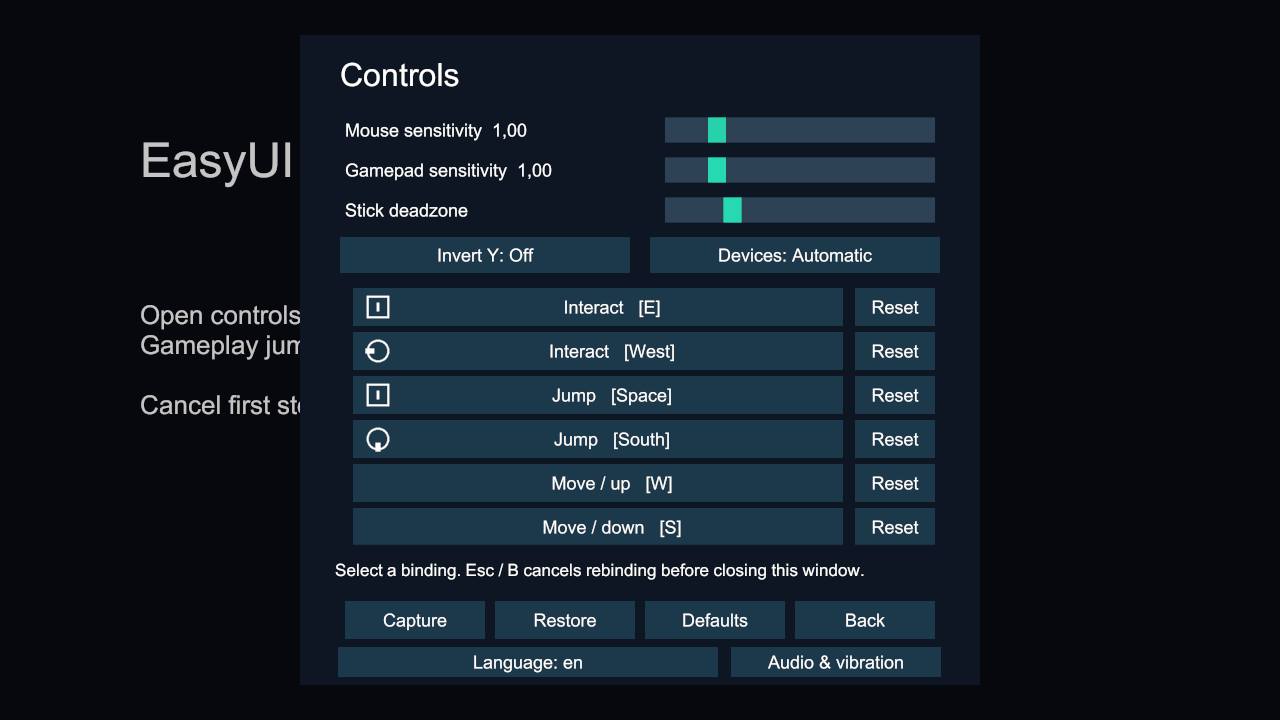 Controls
Mouse sensitivity 1,00
EasyUI
Gamepad sensitivity 1,00
Stick deadzone
Invert Y: Off Devices: Automatic
Open controls
Interact [E] Reset
Gameplay jum
Interact [West] Reset
Jump [Space] Reset
Cancel first ste
Jump [South] Reset
Move / up [W] Reset
Move / down [S] Reset
Select a binding. Esc / B cancels rebinding before closing this window.
Capture Restore Defaults Back
Language: en Audio & vibration